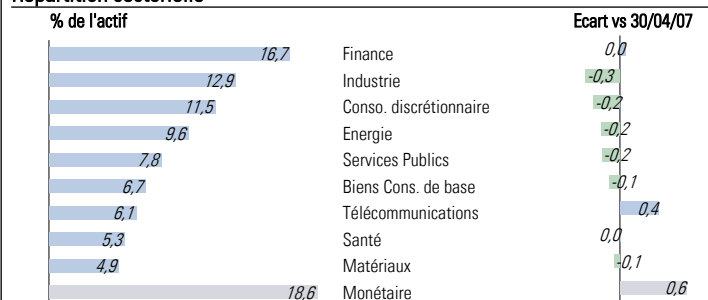 Répartition sectorielle
% de l'actif Ecart vs 30/04/07
16,7 Finance 0,0
12,9 Industrie -0,3
11,5 Conso. discrétionnaire -0,2
9,6 Energie -0,2
7,8 Services Publics -0,2
6,7 Biens Cons. de base -0,1
6,1 Télécommunications 0,4
5,3 Santé 0,0
4,9 Matériaux -0,1
18,6 Monétaire 0,6